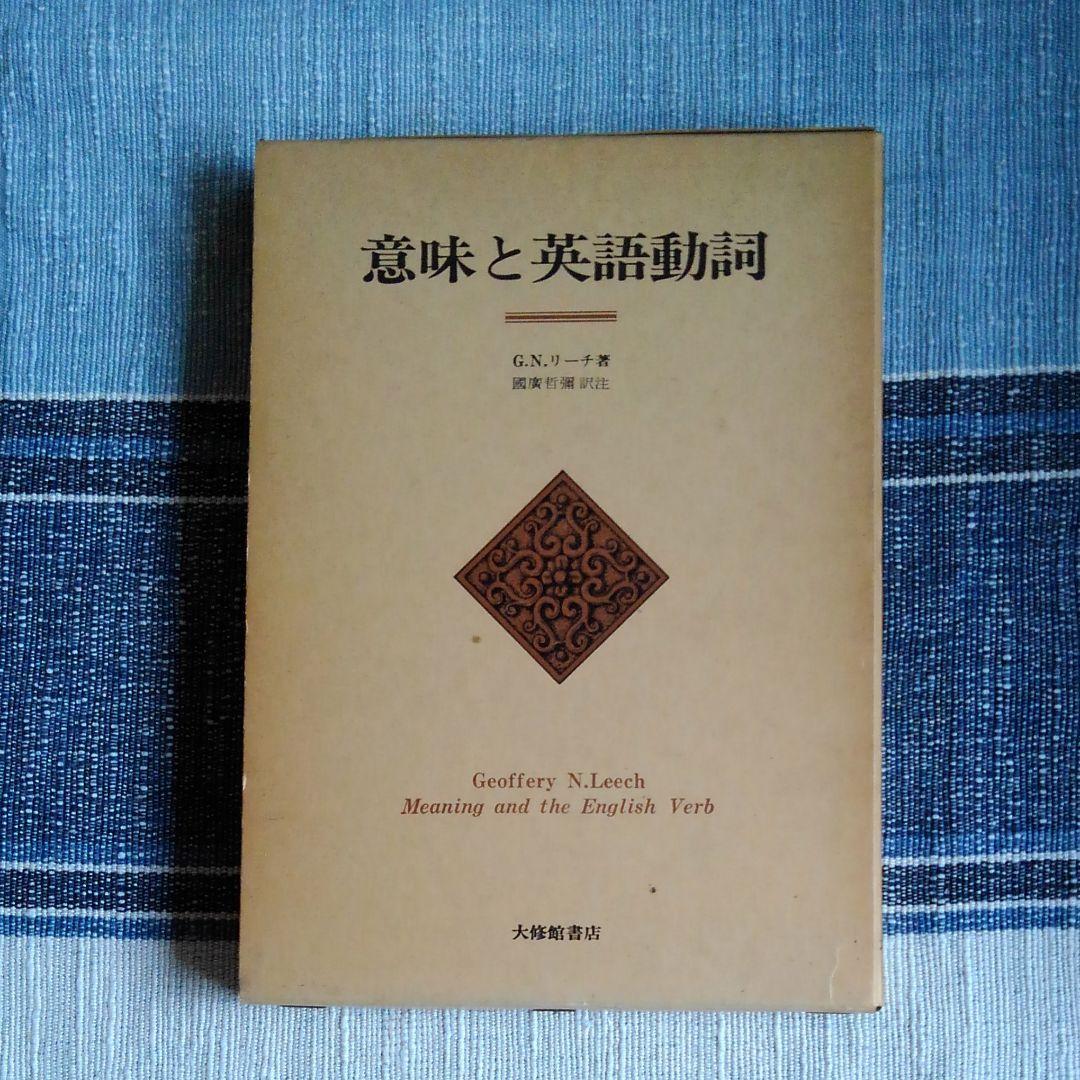 意味と英語動詞
G.N.リーチ著
國廣哲彌 訳注
Geoffery N.Leech
Meaning and the English Verb
大修館書店